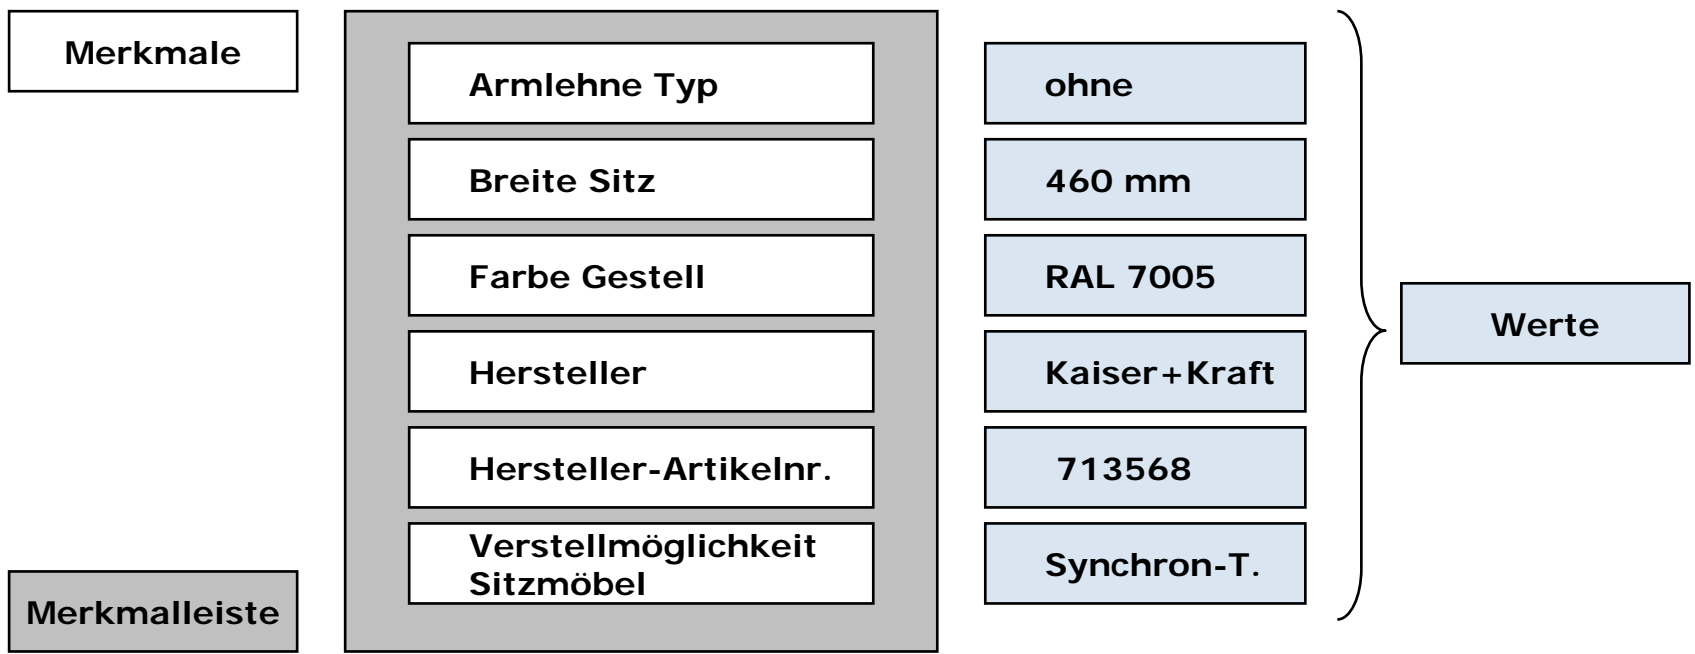 Merkmale
Armlehne Typ
ohne
Breite Sitz
460 mm
Farbe Gestell
RAL 7005
Werte
Hersteller
Kaiser+Kraft
Hersteller-Artikelnr.
713568
Verstellmöglichkeit
Sitzmöbel
Synchron-T.
Merkmalleiste